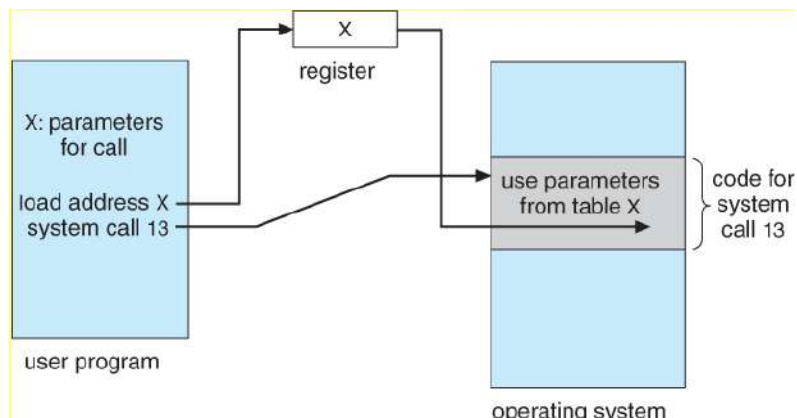 X
register
X: parameters
for call
load address X
system call 13
use parameters
from table X
code for
system
call 13
user program
operating system